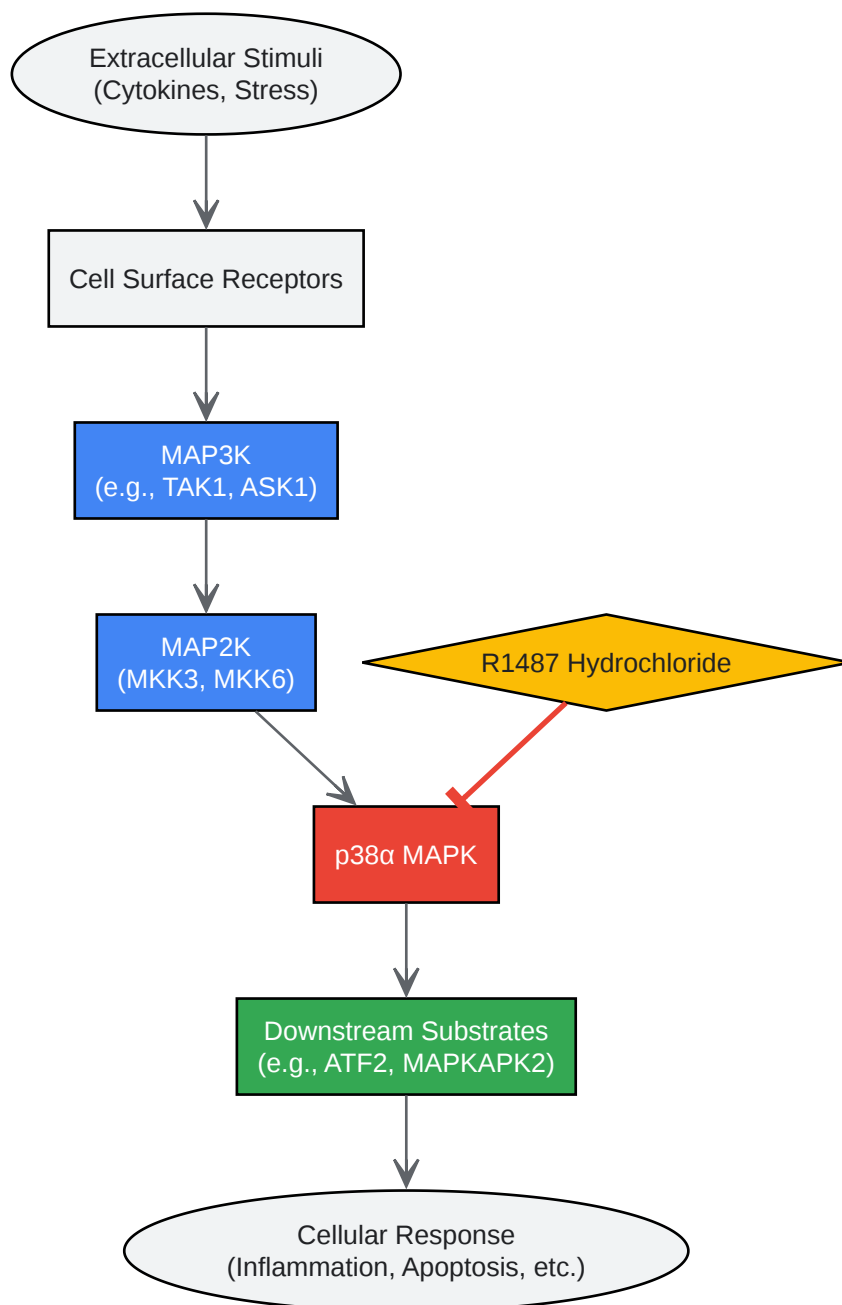 Extracellular Stimuli
(Cytokines, Stress)
Cell Surface Receptors
MAP3K
(e.g., TAK1, ASK1)
MAP2K
(MKK3, MKK6)
R1487 Hydrochloride
p38α MAPK
Downstream Substrates
(e.g., ATF2, MAPKAPK2)
Cellular Response
(Inflammation, Apoptosis, etc.)